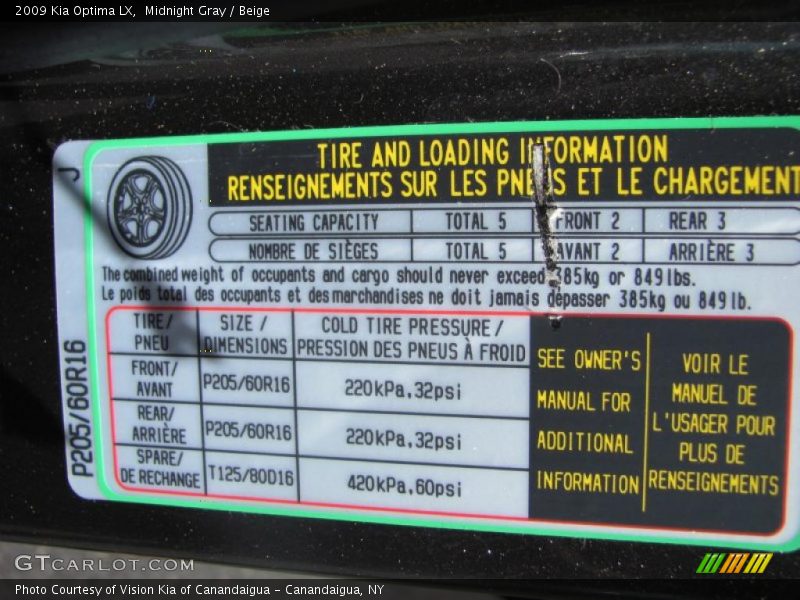 2009 Kia Optima LX,  Midnight Gray / Beige
TIRE AND LOADING INFORMATION
RENSEIGNEMENTS SUR LES PNEUS ET LE CHARGEMENT
J
SEATING CAPACITY TOTAL 5 FRONT 2 REAR 3
NOMBRE DE SIÈGES TOTAL 5 AVANT 2 ARRIÈRE 3
The combined weight of occupants and cargo should never exceed 385kg or 849 lbs.
Le poids total des occupants et des marchandises ne doit jamais dépasser 385kg ou 849 lb.
P205/60R16
TIRE/ SIZE / COLD TIRE PRESSURE /
PNEU DIMENSIONS PRESSION DES PNEUS À FROID
FRONT/
AVANT P205/60R16 220kPa,32psi
REAR/
ARRIÈRE P205/60R16 220kPa,32psi
SPARE/
DE RECHANGE T125/80D16 420kPa,60psi
SEE OWNER'S
MANUAL FOR
ADDITIONAL
INFORMATION
VOIR LE
MANUEL DE
L'USAGER POUR
PLUS DE
RENSEIGNEMENTS
GTCARLOT.COM
Photo Courtesy of Vision Kia of Canandaigua - Canandaigua, NY